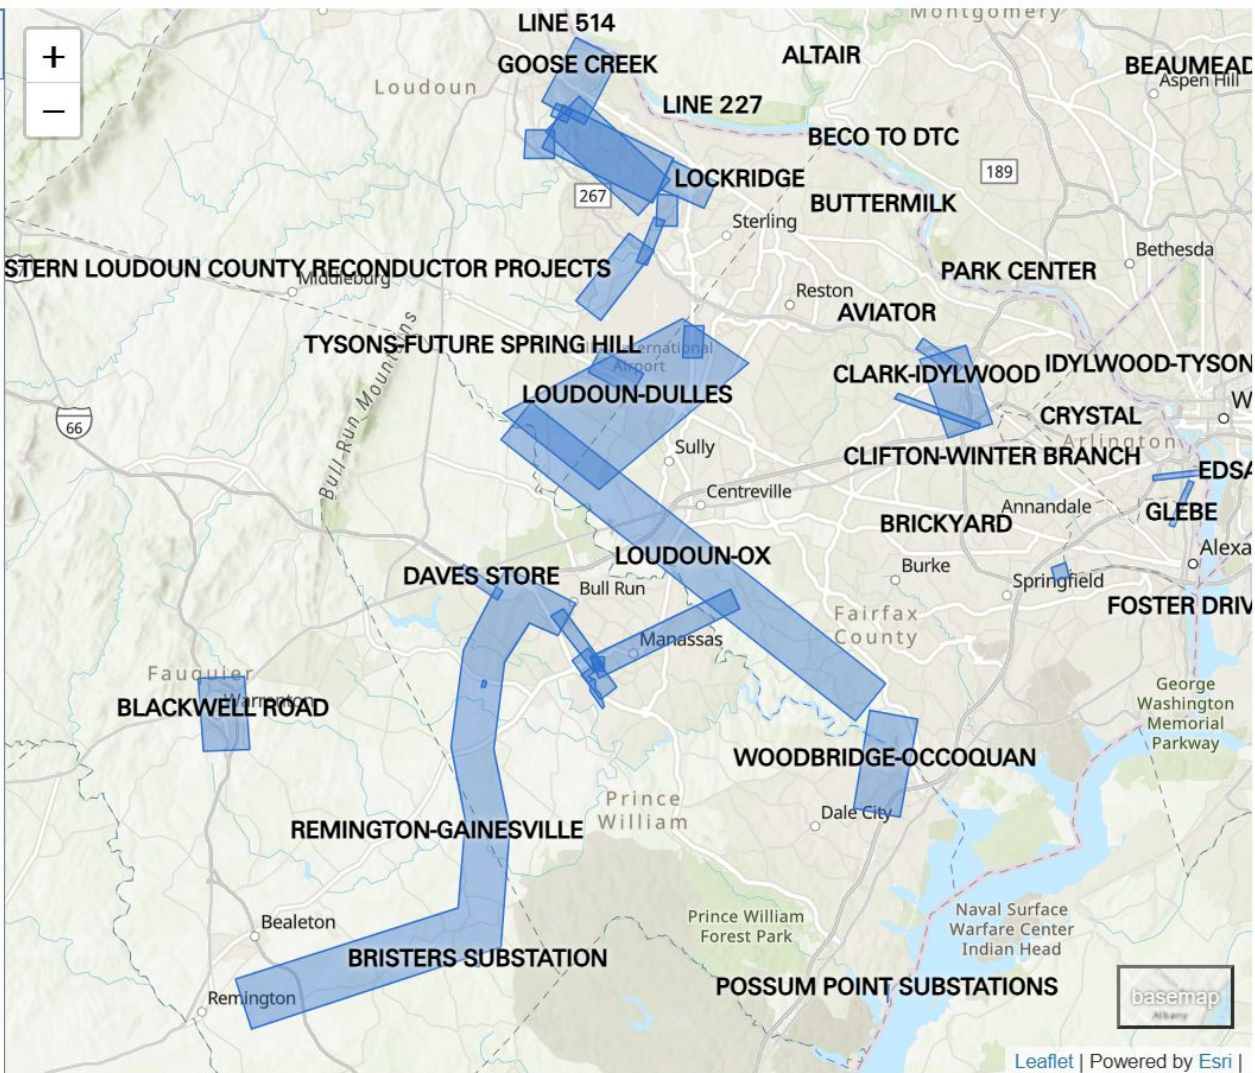 Montgomery
LINE 514
+
ALTAIR
GOOSE CREEK
BEAUMEAD
Aspen Hill
Loudoun
−
LINE 227
BECO TO DTC
189
LOCKRIDGE
267
BUTTERMILK
Sterling
Bethesda
STERN LOUDOUN COUNTY RECONDUCTOR PROJECTS
Middleburg
PARK CENTER
Reston
AVIATOR
TYSONS-FUTURE SPRING HILL
International
Airport
IDYLWOOD-TYSON
CLARK-IDYLWOOD
LOUDOUN-DULLES
W
CRYSTAL
66
Bull Run Mountains
Arlington
Sully
CLIFTON-WINTER BRANCH
EDSA
Centreville
Annandale
GLEBE
BRICKYARD
Alexa
LOUDOUN-OX
Burke
DAVES STORE
Bull Run
Springfield
FOSTER DRIV
Fairfax
County
Manassas
Fauquier
George
Washington
Memorial
Parkway
Warrenton
BLACKWELL ROAD
WOODBRIDGE-OCCOQUAN
Prince
William
Dale City
REMINGTON-GAINESVILLE
Bealeton
Prince William
Forest Park
Naval Surface
Warfare Center
Indian Head
BRISTERS SUBSTATION
POSSUM POINT SUBSTATIONS
Remington
basemap
Albany
Leaflet | Powered by Esri |